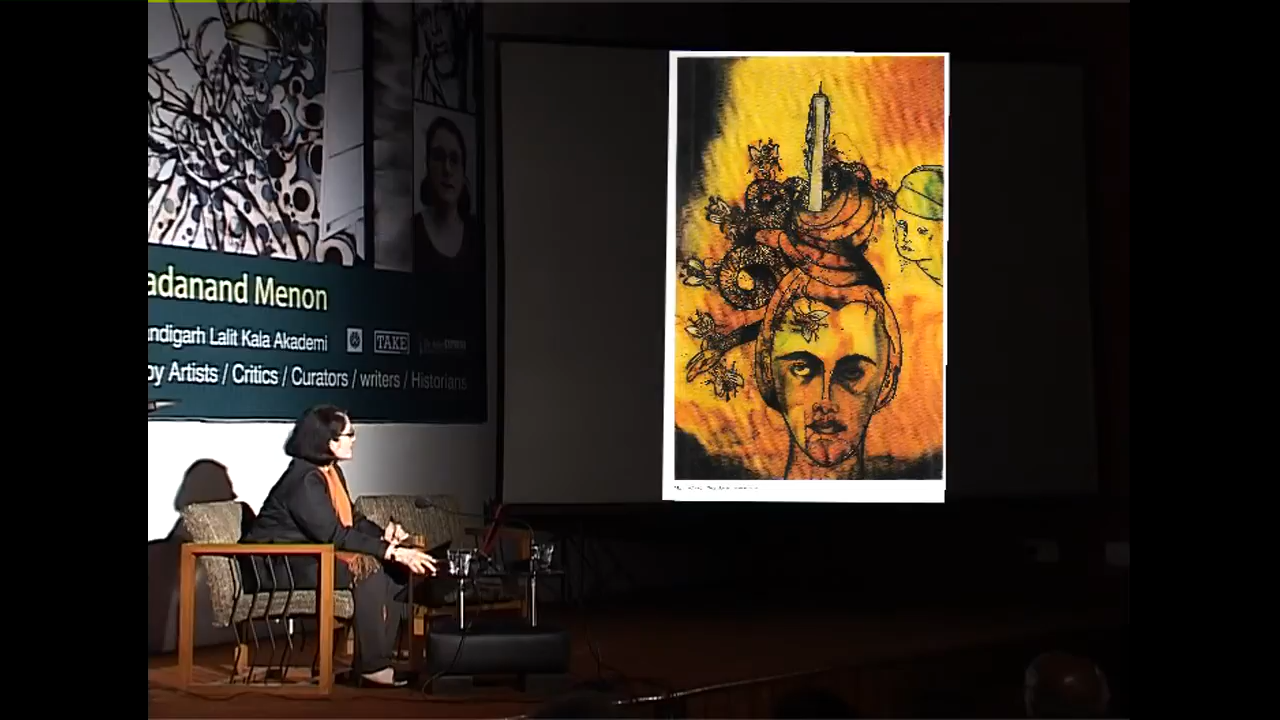 adanand Menon
andigarh Lalit Kala Akademi
TAKE
by Artists / Critics / Curators / writers / Historians